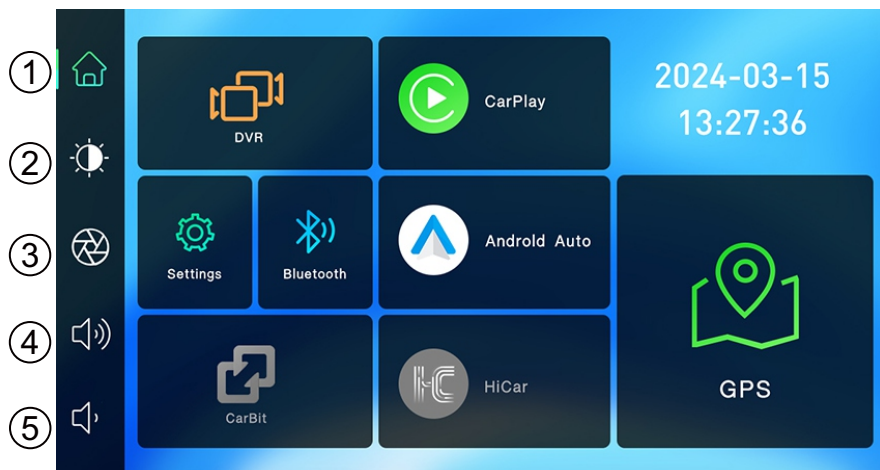 ①
②
③
④
⑤
DVR
CarPlay
2024-03-15
13:27:36
Settings
Bluetooth
Android Auto
CarBit
HiCar
GPS